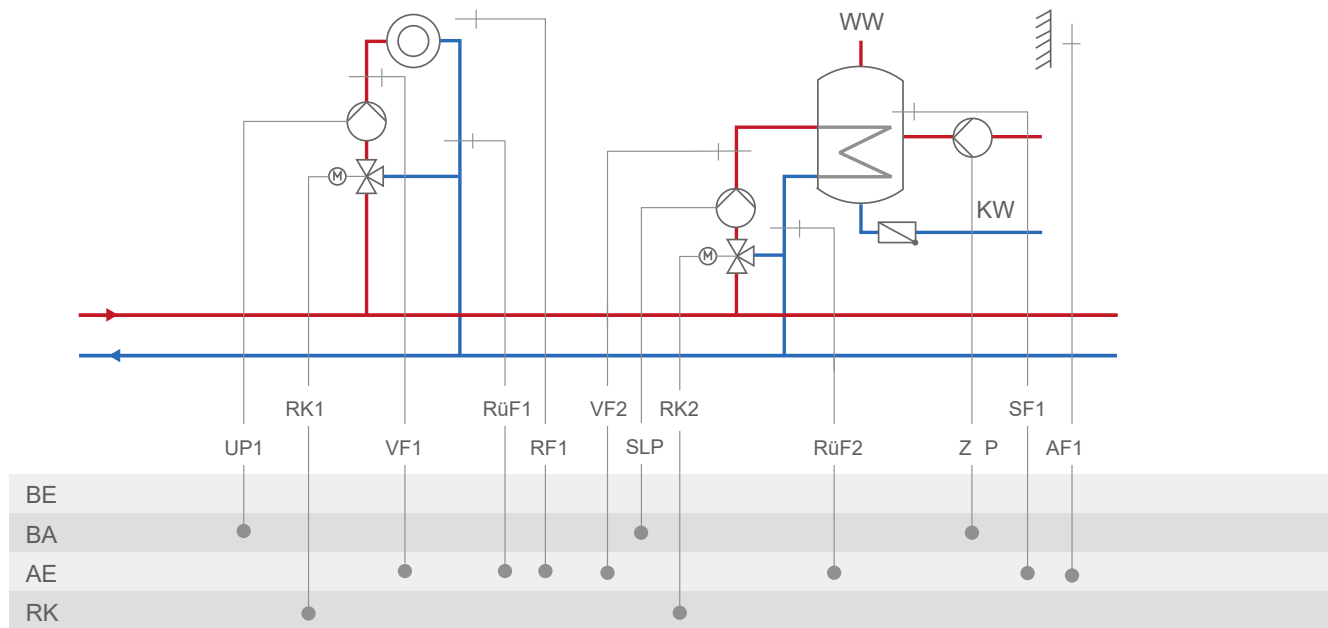 WW
M
KW
M
RK1 RüF1 VF2 RK2 SF1
UP1 VF1 RF1 SLP RüF2 Z P AF1
BE
BA
AE
RK